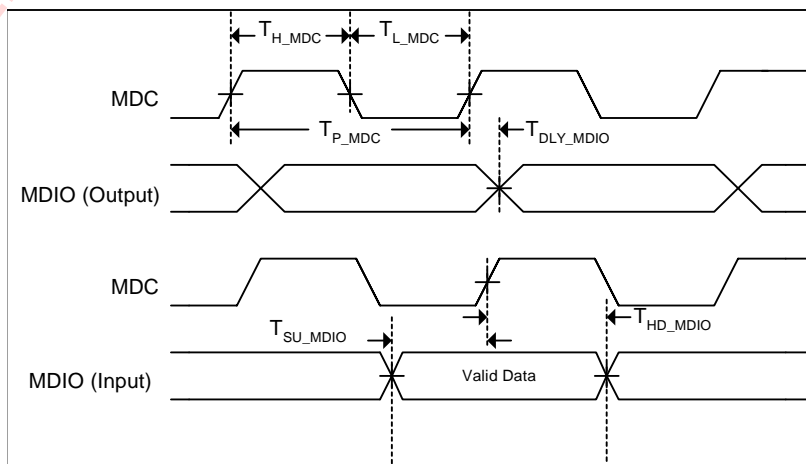 T_H_MDC T_L_MDC
MDC
T_P_MDC
T_DLY_MDIO
MDIO (Output)
MDC
T_SU_MDIO
T_HD_MDIO
MDIO (Input)
Valid Data